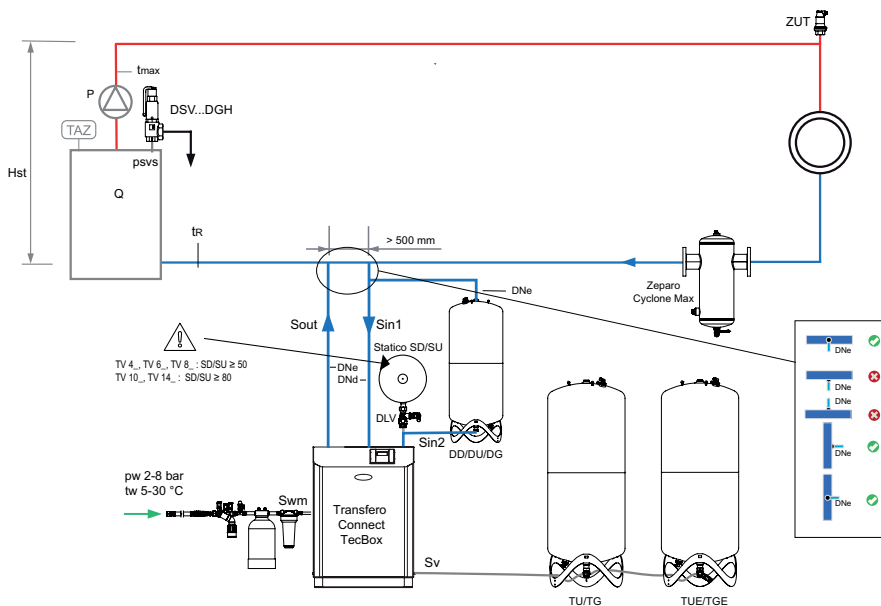 ZUT
tmax
P
DSV...DGH
TAZ
psvs
Hst
Q
tR
> 500 mm
DNe
Zeparo
Cyclone Max
Sout
Sin1
Statico SD/SU
TV 4_, TV 6_, TV 8_ : SD/SU ≥ 50
TV 10_, TV 14_ : SD/SU ≥ 80
DNe
DNd
DLV
Sin2
DD/DU/DG
DNe
DNe
DNe
DNe
DNe
pw 2-8 bar
tw 5-30 °C
Swm
Transfero
Connect
TecBox
Sv
TU/TG
TUE/TGE